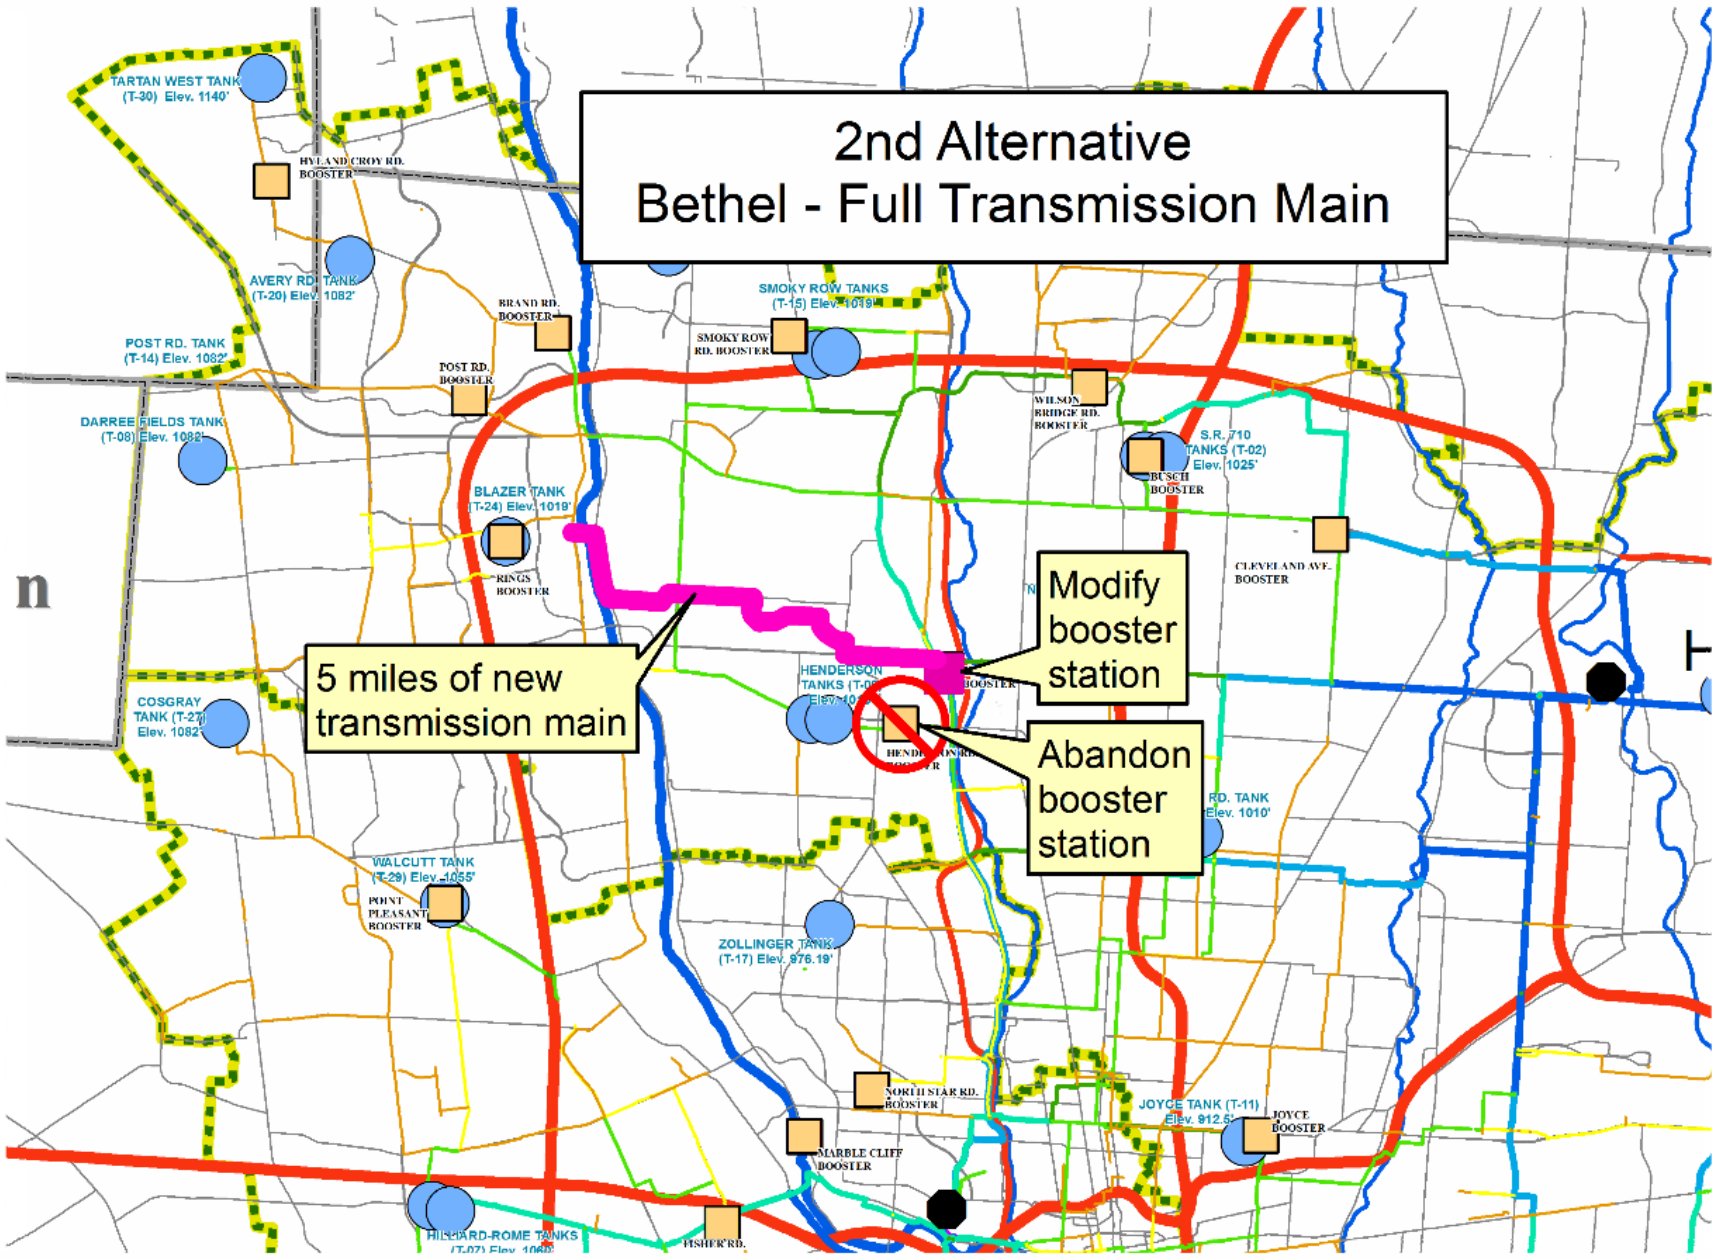 TARTAN WEST TANK
(T-30) Elev. 1140'
HYLAND CROY RD.
BOOSTER
2nd Alternative
Bethel - Full Transmission Main
AVERY RD. TANK
(T-20) Elev. 1082'
BRAND RD.
BOOSTER
SMOKY ROW TANKS
(T-15) Elev. 1019'
SMOKY ROW
RD. BOOSTER
POST RD. TANK
(T-14) Elev. 1082'
POST RD.
BOOSTER
WILSON
BRIDGE RD.
BOOSTER
DARREE FIELDS TANK
(T-08) Elev. 1082'
S.R. 710
TANKS (T-02)
Elev. 1025'
BUSCH
BOOSTER
BLAZER TANK
(T-24) Elev. 1019'
RINGS
BOOSTER
CLEVELAND AVE.
BOOSTER
n
N
Modify
booster
station
H
5 miles of new
transmission main
HENDERSON
TANKS
BOOSTER
COSGRAY
TANK (T-27)
Elev. 1082'
Abandon
booster
station
RD. TANK
Elev. 1010'
WALCUTT TANK
(T-29) Elev. 1055'
POINT
PLEASANT
BOOSTER
ZOLLINGER TANK
(T-17) Elev. 976.19'
NORTH STAR RD.
BOOSTER
JOYCE TANK (T-11)
Elev. 912.5'
JOYCE
BOOSTER
MARBLE CLIFF
BOOSTER
HILLIARD-ROME TANKS
(T-07) Elev. 1060'
FISHER RD.